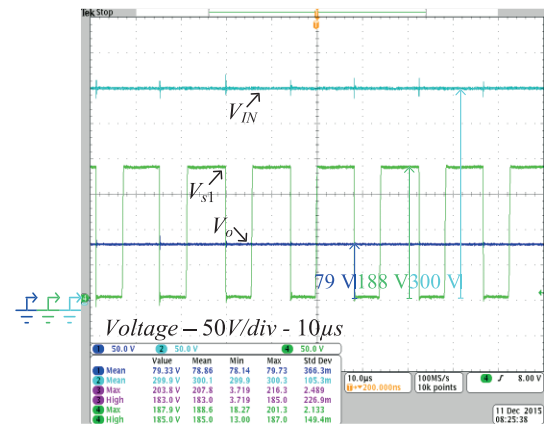 Tek Stop
V_IN
V_s1
V_o
79 V 188 V 300 V
Voltage – 50V/div - 10μs
1 50.0 V 2 50.0 V 4 50.0 V
Value Mean Min Max Std Dev
1 Mean 79.33 V 78.86 78.14 79.73 366.3m
2 Mean 299.9 V 300.1 299.9 300.3 105.3m
3 Max 203.8 V 207.8 3.719 216.3 2.489
3 High 183.0 V 183.0 3.719 185.0 226.9m
4 Max 187.9 V 188.6 18.27 201.3 2.133
4 High 185.0 V 185.0 13.00 187.0 149.4m
10.0μs 100MS/s 4 8.00 V
200.000ns 10k points
11 Dec 2015
08:25:38